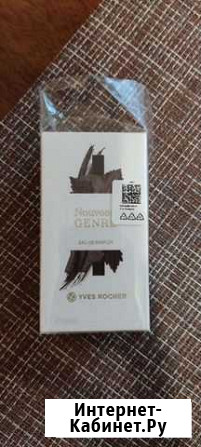 Nouveau
GENRE
EAU DE PARFUM
YVES ROCHER
Интернет-
Кабинет.Ру